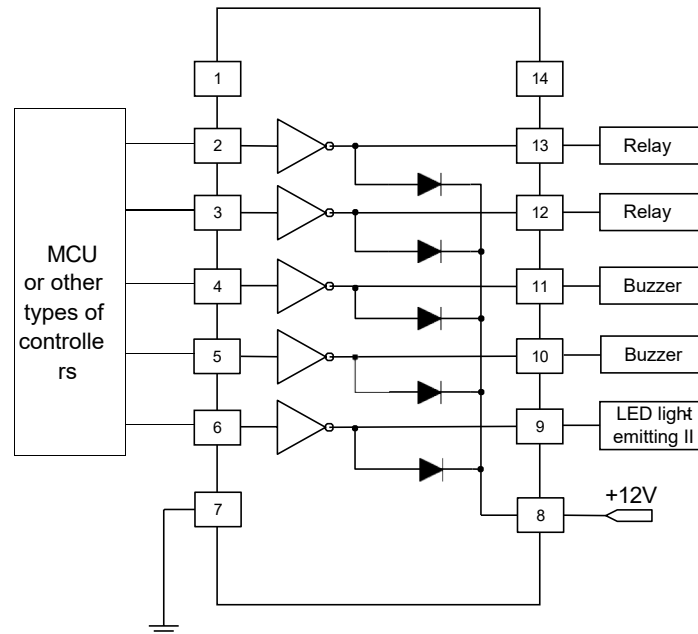 1
14
2
13
Relay
3
12
Relay
MCU
or other
types of
controlle
rs
4
11
Buzzer
5
10
Buzzer
6
9
LED light
emitting II
7
8
+12V